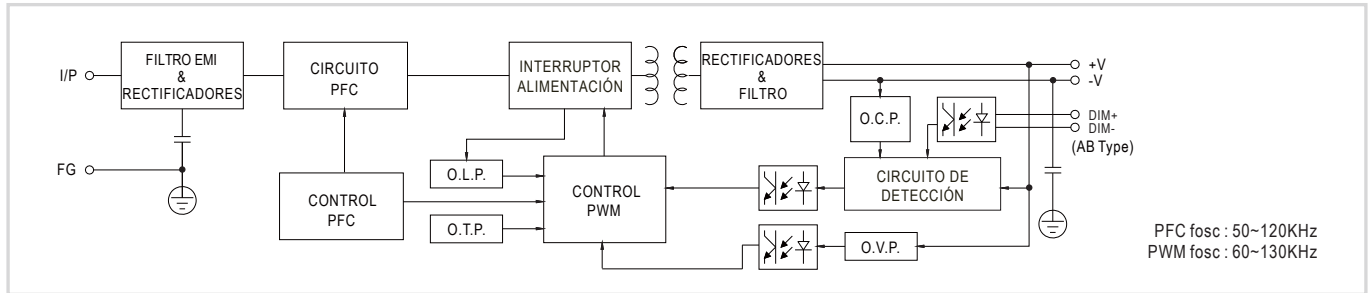 I/P
FILTRO EMI
&
RECTIFICADORES
CIRCUITO
PFC
INTERRUPTOR
ALIMENTACIÓN
RECTIFICADORES
&
FILTRO
+V
-V
O.C.P.
DIM+
DIM-
(AB Type)
FG
O.L.P.
CONTROL
PWM
CIRCUITO DE
DETECCIÓN
CONTROL
PFC
O.T.P.
O.V.P.
PFC fosc : 50~120KHz
PWM fosc : 60~130KHz